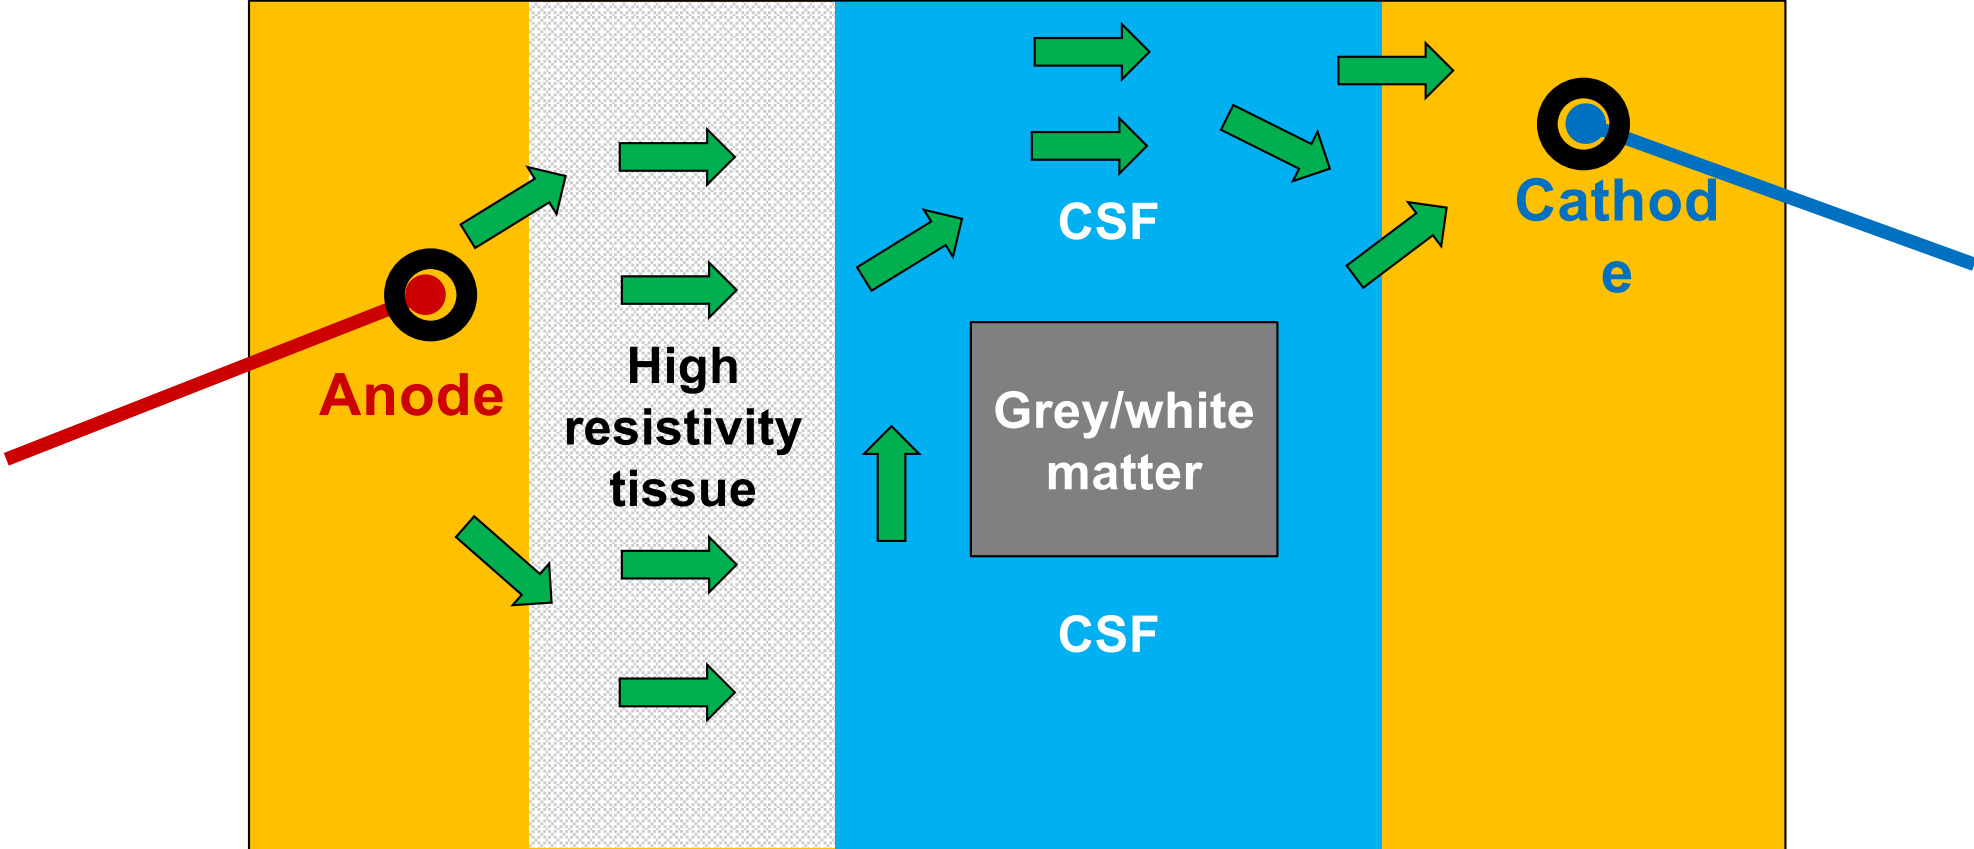 CSF
Cathod
e
High
resistivity
tissue
Anode
Grey/white
matter
CSF